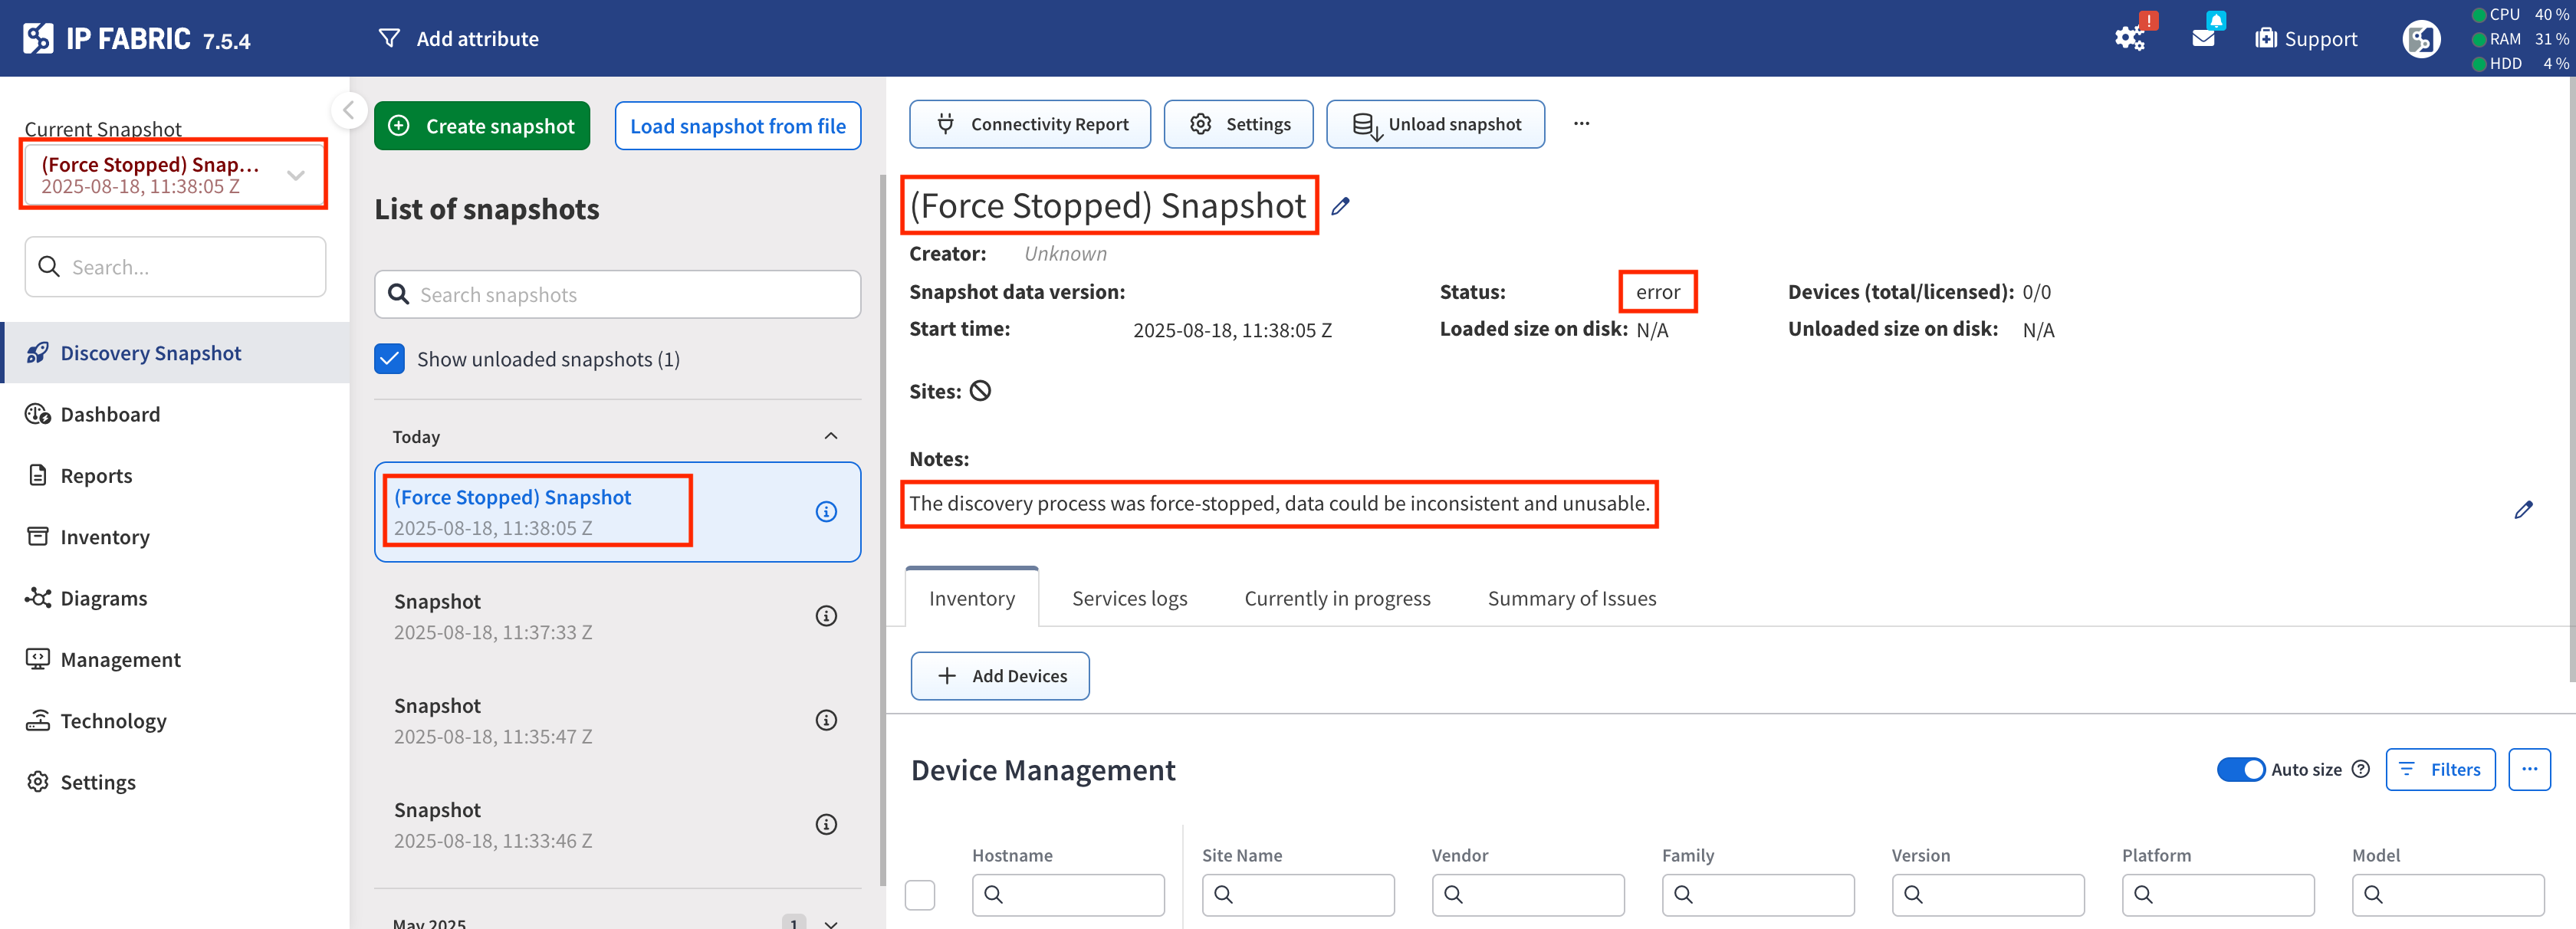 IP FABRIC 7.5.4
Add attribute
!
Support
CPU 40 %
RAM 31 %
HDD 4 %
Current Snapshot
(Force Stopped) Snap...
2025-08-18, 11:38:05 Z
Search...
Discovery Snapshot
Dashboard
Reports
Inventory
Diagrams
Management
Technology
Settings
Create snapshot
Load snapshot from file
List of snapshots
Search snapshots
Show unloaded snapshots (1)
Today
(Force Stopped) Snapshot
2025-08-18, 11:38:05 Z
Snapshot
2025-08-18, 11:37:33 Z
Snapshot
2025-08-18, 11:35:47 Z
Snapshot
2025-08-18, 11:33:46 Z
May 2025 1
Connectivity Report
Settings
Unload snapshot
...
(Force Stopped) Snapshot
Creator: Unknown
Snapshot data version:
Status: error
Devices (total/licensed): 0/0
Start time: 2025-08-18, 11:38:05 Z
Loaded size on disk: N/A
Unloaded size on disk: N/A
Sites:
Notes:
The discovery process was force-stopped, data could be inconsistent and unusable.
Inventory
Services logs
Currently in progress
Summary of Issues
+ Add Devices
Device Management
Auto size ?
Filters
...
Hostname
Site Name
Vendor
Family
Version
Platform
Model